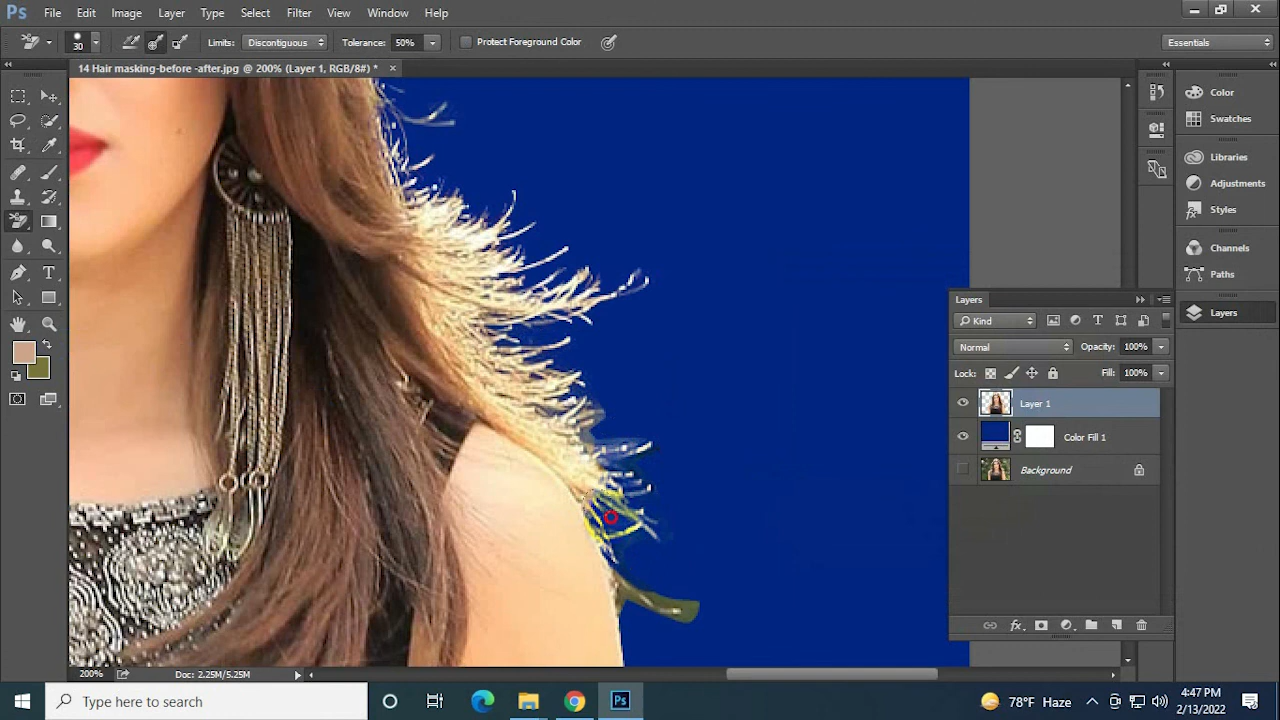 Ps File Edit Image Layer Type Select Filter View Window Help
30 Limits: Discontiguous Tolerance: 50% Protect Foreground Color Essentials
14 Hair masking-before -after.jpg @ 200% (Layer 1, RGB/8#) * ×
Color
Swatches
Libraries
Adjustments
Styles
Channels
Paths
Layers
Layers
Kind
Normal Opacity: 100%
Lock: Fill: 100%
Layer 1
Color Fill 1
Background
fx
200% Doc: 2.25M/5.25M
Type here to search
Ps
78°F Haze
4:47 PM
2/13/2022